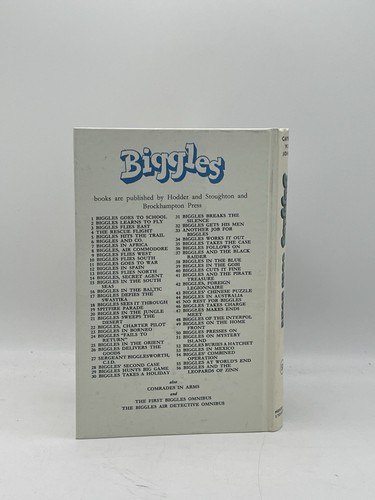 Biggles
books are published by Hodder and Stoughton and
Brockhampton Press
1 BIGGLES GOES TO SCHOOL
2 BIGGLES LEARNS TO FLY
3 BIGGLES FLIES EAST
4 THE RESCUE FLIGHT
5 BIGGLES HITS THE TRAIL
6 BIGGLES AND CO.
7 BIGGLES IN AFRICA
8 BIGGLES, AIR COMMODORE
9 BIGGLES FLIES WEST
10 BIGGLES FLIES SOUTH
11 BIGGLES GOES TO WAR
12 BIGGLES IN SPAIN
13 BIGGLES FLIES NORTH
14 BIGGLES, SECRET AGENT
15 BIGGLES IN THE SOUTH
SEAS
16 BIGGLES IN THE BALTIC
17 BIGGLES DEFIES THE
SWASTIKA
18 BIGGLES SEES IT THROUGH
19 SPITFIRE PARADE
20 BIGGLES IN THE JUNGLE
21 BIGGLES SWEEPS THE
DESERT
22 BIGGLES, CHARTER PILOT
23 BIGGLES IN BORNEO
24 BIGGLES "FAILS TO
RETURN"
25 BIGGLES IN THE ORIENT
26 BIGGLES DELIVERS THE
GOODS
27 SERGEANT BIGGLESWORTH,
C.I.D.
28 BIGGLES' SECOND CASE
29 BIGGLES HUNTS BIG GAME
30 BIGGLES TAKES A HOLIDAY
31 BIGGLES BREAKS THE
SILENCE
32 BIGGLES GETS HIS MEN
33 ANOTHER JOB FOR
BIGGLES
34 BIGGLES WORKS IT OUT
35 BIGGLES TAKES THE CASE
36 BIGGLES FOLLOWS ON
37 BIGGLES AND THE BLACK
RAIDER
38 BIGGLES IN THE BLUE
39 BIGGLES IN THE GOBI
40 BIGGLES CUTS IT FINE
41 BIGGLES AND THE PIRATE
TREASURE
42 BIGGLES, FOREIGN
LEGIONNAIRE
43 BIGGLES' CHINESE PUZZLE
44 BIGGLES IN AUSTRALIA
45 NO REST FOR BIGGLES
46 BIGGLES TAKES CHARGE
47 BIGGLES MAKES ENDS
MEET
48 BIGGLES OF THE INTERPOL
49 BIGGLES ON THE HOME
FRONT
50 BIGGLES PRESSES ON
51 BIGGLES ON MYSTERY
ISLAND
52 BIGGLES BURIES A HATCHET
53 BIGGLES IN MEXICO
54 BIGGLES' COMBINED
OPERATION
55 BIGGLES AT WORLD'S END
56 BIGGLES AND THE
LEOPARDS OF ZINN
also
COMRADES IN ARMS
and
THE FIRST BIGGLES OMNIBUS
THE BIGGLES AIR DETECTIVE OMNIBUS